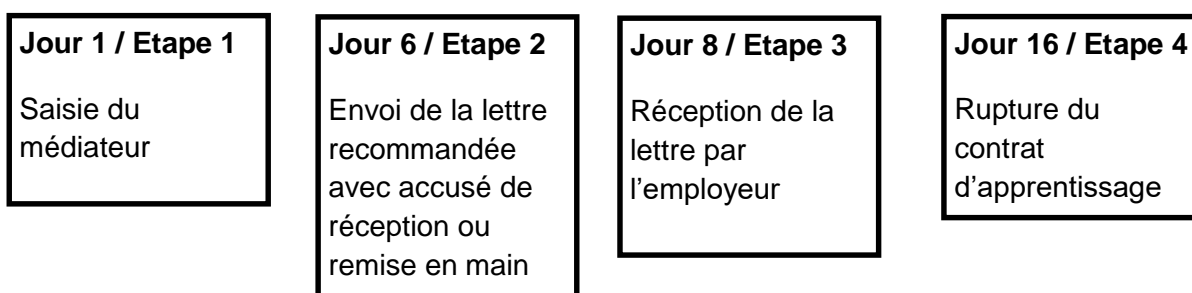 Jour 1 / Etape 1
Saisie du
médiateur
Jour 6 / Etape 2
Envoi de la lettre
recommandée
avec accusé de
réception ou
remise en main
Jour 8 / Etape 3
Réception de la
lettre par
l’employeur
Jour 16 / Etape 4
Rupture du
contrat
d’apprentissage